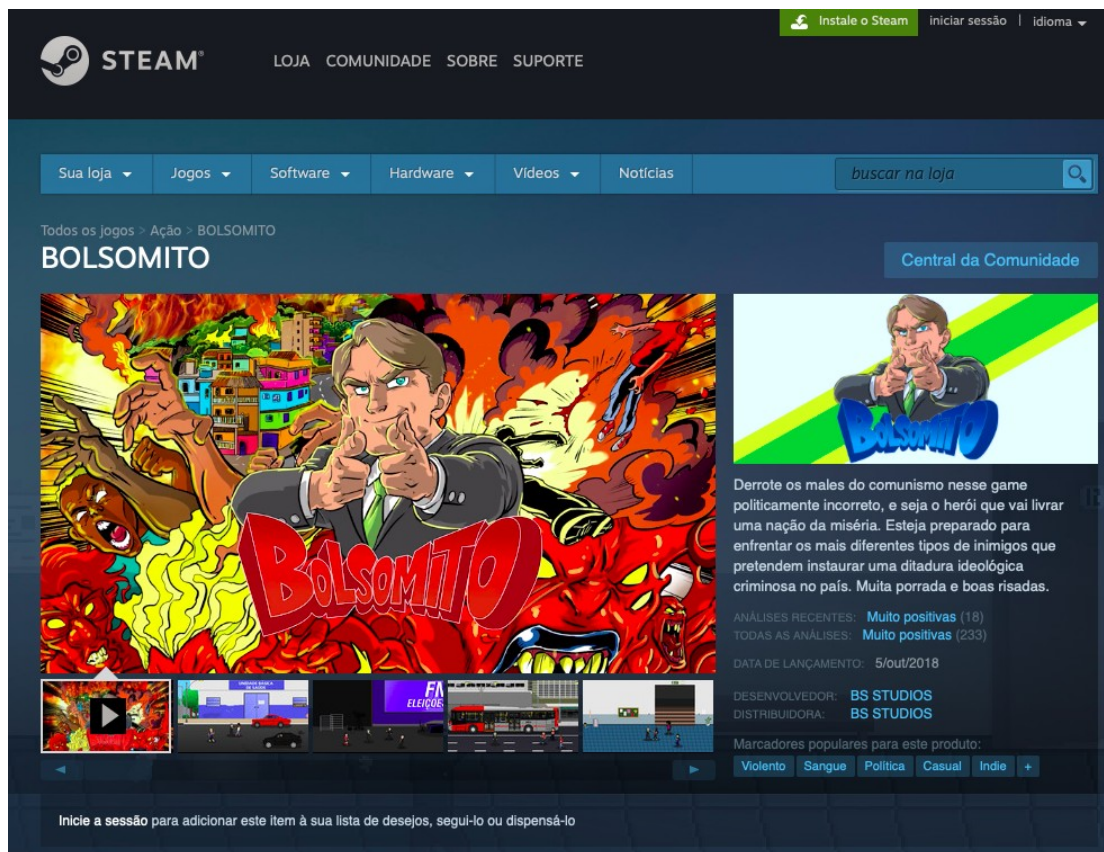 Instale o Steam
iniciar sessão
idioma
STEAM®
LOJA COMUNIDADE SOBRE SUPORTE
Sua loja
Jogos
Software
Hardware
Vídeos
Notícias
buscar na loja
Todos os jogos > Ação > BOLSOMITO
BOLSOMITO
Central da Comunidade
BOLSOMITO
BOLSOMITO
Derrote os males do comunismo nesse game
politicamente incorreto, e seja o herói que vai livrar
uma nação da miséria. Esteja preparado para
enfrentar os mais diferentes tipos de inimigos que
pretendem instaurar uma ditadura ideológica
criminosa no país. Muita porrada e boas risadas.
ANÁLISES RECENTES: Muito positivas (18)
TODAS AS ANÁLISES: Muito positivas (233)
DATA DE LANÇAMENTO: 5/out/2018
DESENVOLVEDOR: BS STUDIOS
DISTRIBUIDORA: BS STUDIOS
Marcadores populares para este produto:
Violento Sangue Política Casual Indie +
UNIDADE BÁSICA
DE SAÚDE
FN
ELEIÇÕE
Inicie a sessão para adicionar este item à sua lista de desejos, segui-lo ou dispensá-lo